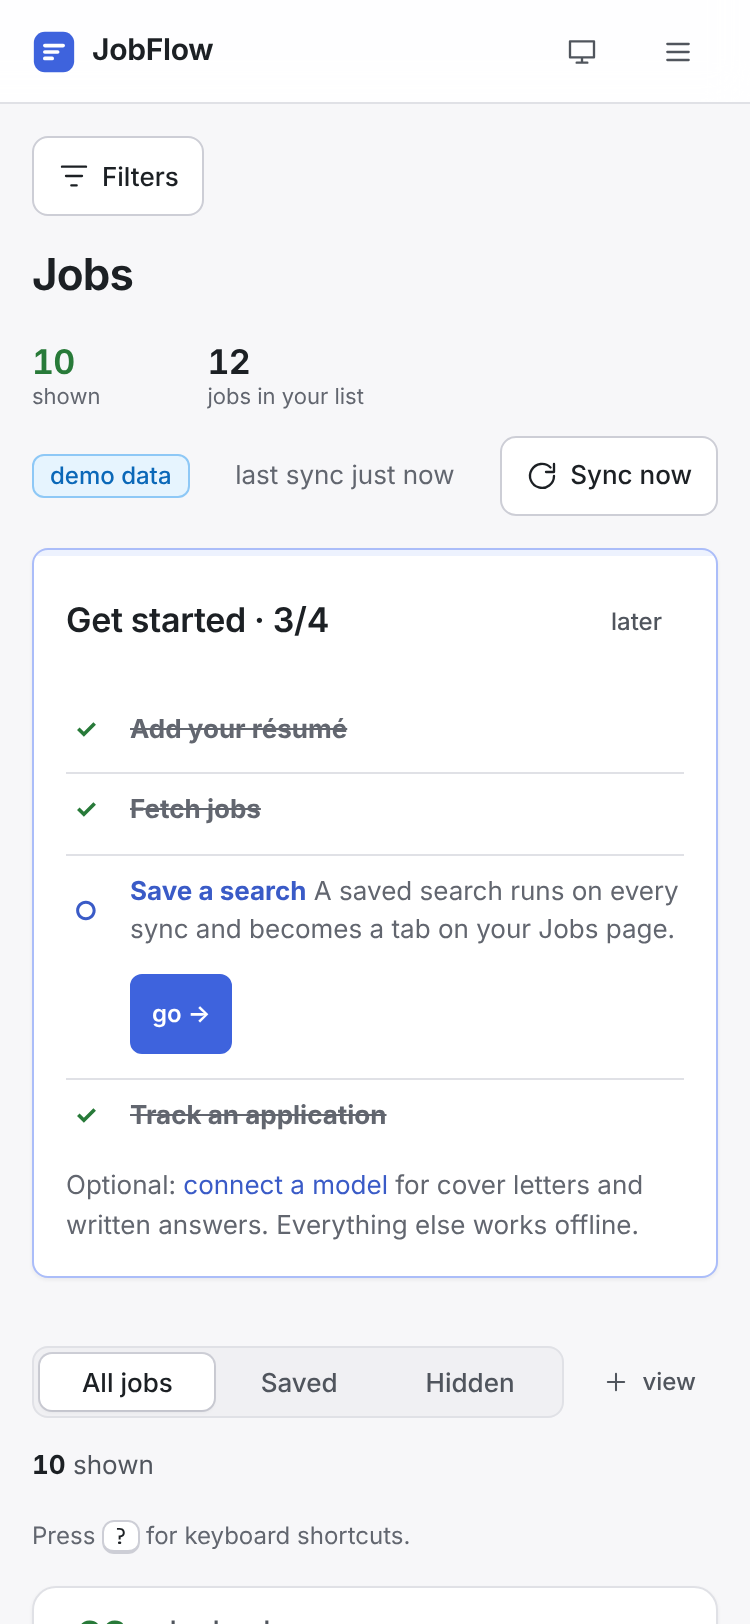 JobFlow
Filters
Jobs
10
shown
12
jobs in your list
demo data
last sync just now
Sync now
Get started · 3/4
later
Add your résumé
Fetch jobs
Save a search A saved search runs on every
sync and becomes a tab on your Jobs page.
go →
Track an application
Optional: connect a model for cover letters and
written answers. Everything else works offline.
All jobs
Saved
Hidden
+ view
10 shown
Press ? for keyboard shortcuts.